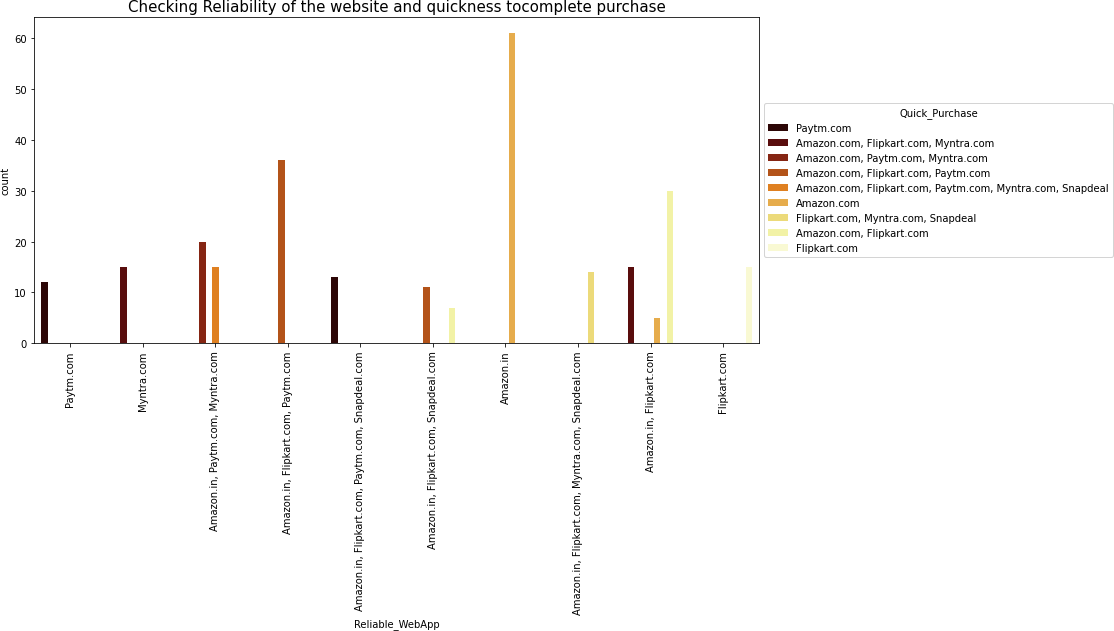 Checking Reliability of the website and quickness tocomplete purchase
60
50
40
30
20
10
0
count
Paytm.com
Myntra.com
Amazon.in, Paytm.com, Myntra.com
Amazon.in, Flipkart.com, Paytm.com
Amazon.in, Flipkart.com, Paytm.com, Snapdeal.com
Amazon.in, Flipkart.com, Snapdeal.com
Amazon.in
Amazon.in, Flipkart.com, Myntra.com, Snapdeal.com
Amazon.in, Flipkart.com
Flipkart.com
Reliable_WebApp
Quick_Purchase
Paytm.com
Amazon.com, Flipkart.com, Myntra.com
Amazon.com, Paytm.com, Myntra.com
Amazon.com, Flipkart.com, Paytm.com
Amazon.com, Flipkart.com, Paytm.com, Myntra.com, Snapdeal
Amazon.com
Flipkart.com, Myntra.com, Snapdeal
Amazon.com, Flipkart.com
Flipkart.com